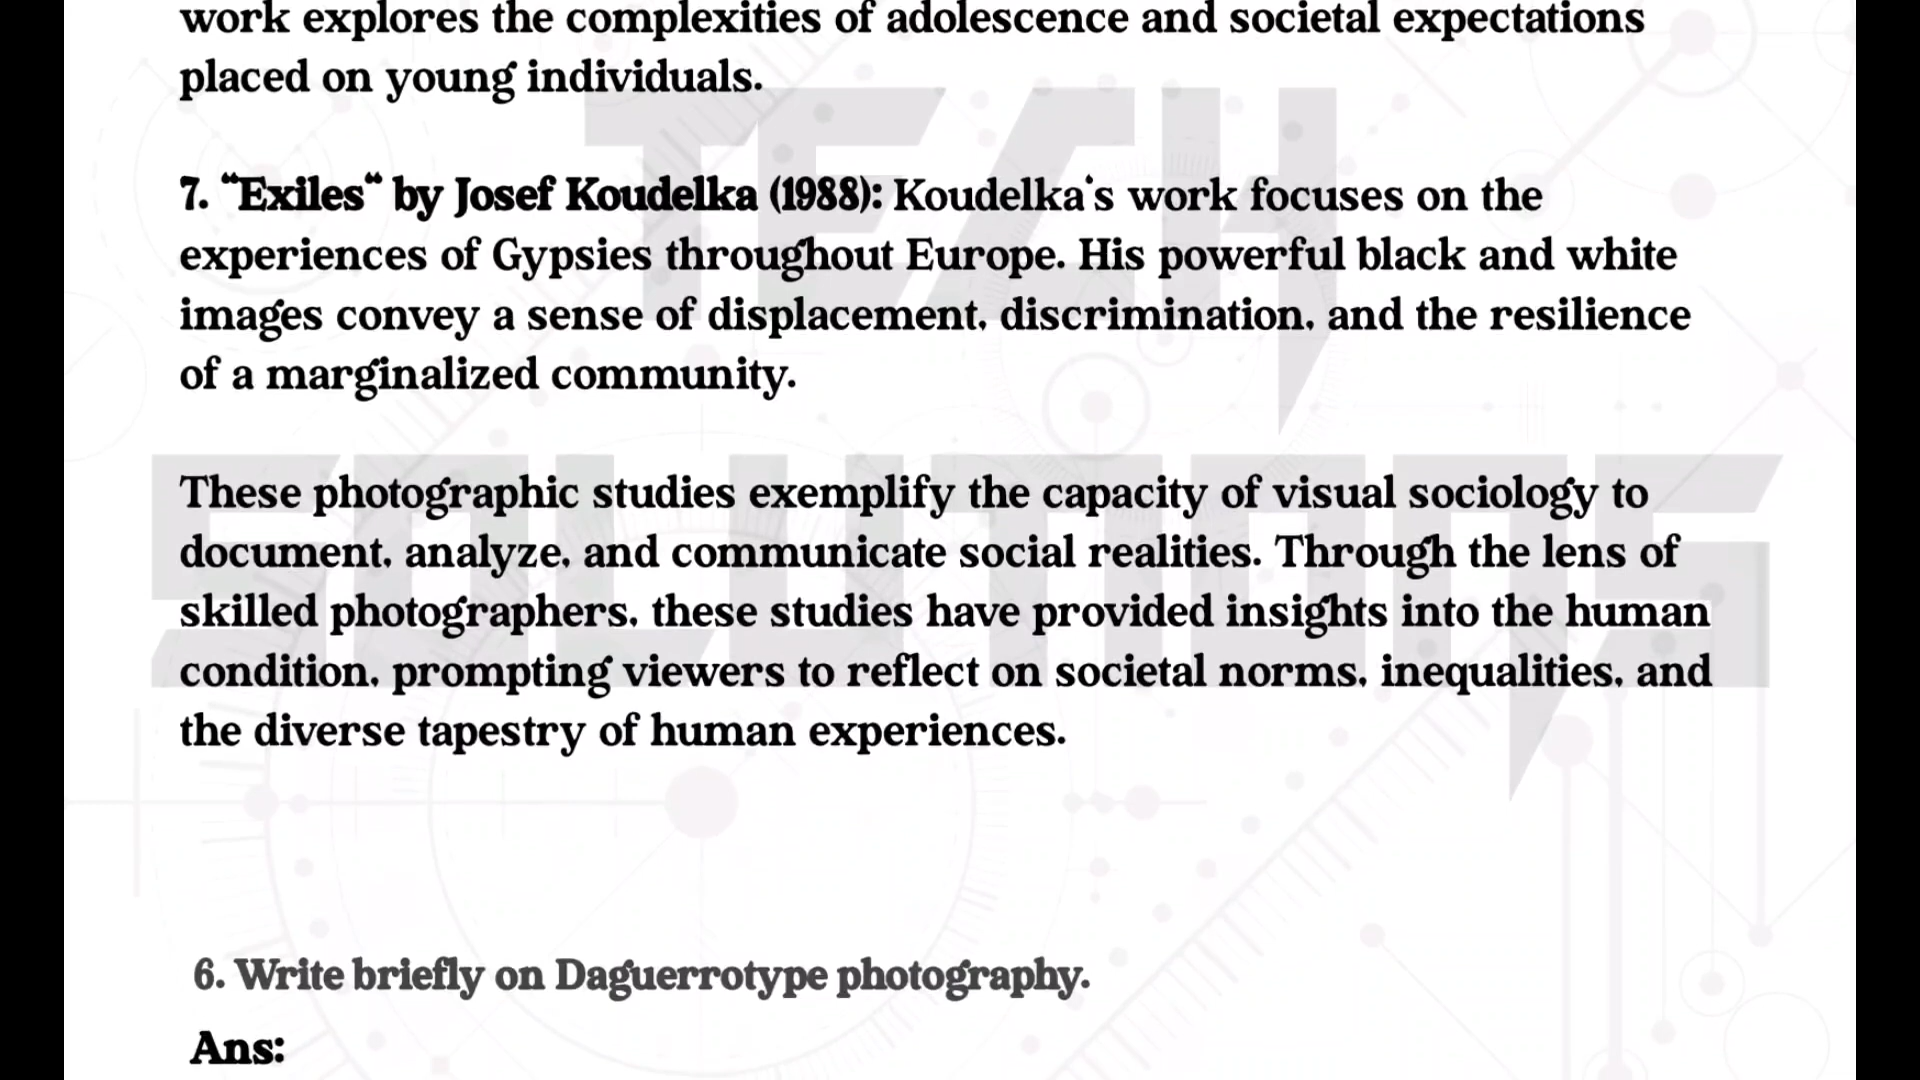 work explores the complexities of adolescence and societal expectations
placed on young individuals.
7. “Exiles“ by Josef Koudelka (1988): Koudelka‘s work focuses on the
experiences of Gypsies throughout Europe. His powerful black and white
images convey a sense of displacement, discrimination, and the resilience
of a marginalized community.
These photographic studies exemplify the capacity of visual sociology to
document, analyze, and communicate social realities. Through the lens of
skilled photographers, these studies have provided insights into the human
condition, prompting viewers to reflect on societal norms, inequalities, and
the diverse tapestry of human experiences.
6. Write briefly on Daguerrotype photography.
Ans:
TECH
SOLUTIONS